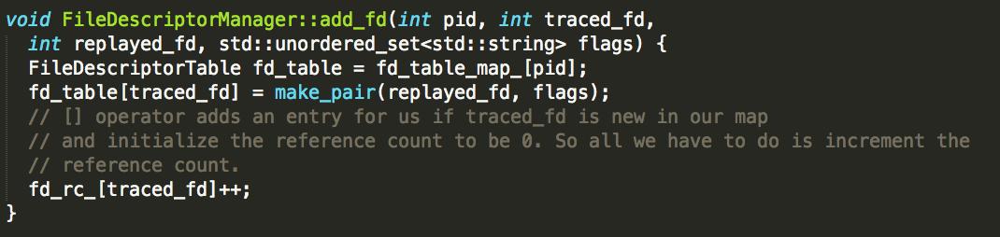 void FileDescriptorManager::add_fd(int pid, int traced_fd,
int replayed_fd, std::unordered_set<std::string> flags) {
FileDescriptorTable fd_table = fd_table_map_[pid];
fd_table[traced_fd] = make_pair(replayed_fd, flags);
// [] operator adds an entry for us if traced_fd is new in our map
// and initialize the reference count to be 0. So all we have to do is increment the
// reference count.
fd_rc_[traced_fd]++;
}